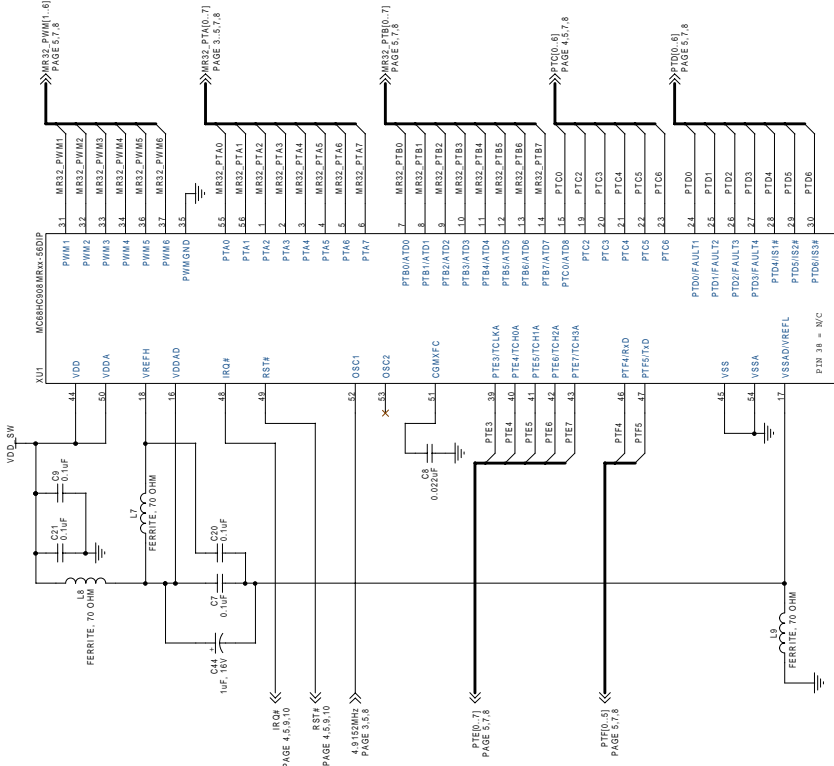 MR32_PWM[1..6]
PAGE 5,7,8
MR32_PTA[0..7]
PAGE 3..5,7,8
MR32_PTB[0..7]
PAGE 5,7,8
PTC[0..6]
PAGE 4,5,7,8
PTD[0..6]
PAGE 5,7,8
MR32_PWM1
MR32_PWM2
MR32_PWM3
MR32_PWM4
MR32_PWM5
MR32_PWM6
MR32_PTA0
MR32_PTA1
MR32_PTA2
MR32_PTA3
MR32_PTA4
MR32_PTA5
MR32_PTA6
MR32_PTA7
MR32_PTB0
MR32_PTB1
MR32_PTB2
MR32_PTB3
MR32_PTB4
MR32_PTB5
MR32_PTB6
MR32_PTB7
PTC0
PTC2
PTC3
PTC4
PTC5
PTC6
PTD0
PTD1
PTD2
PTD3
PTD4
PTD5
PTD6
31
32
33
34
36
37
35
55
56
1
2
3
4
5
6
7
8
9
10
11
12
13
14
15
19
20
21
22
23
24
25
26
27
28
29
30
MC68HC908MRxx-56DIP
PWM1
PWM2
PWM3
PWM4
PWM5
PWM6
PWMGND
PTA0
PTA1
PTA2
PTA3
PTA4
PTA5
PTA6
PTA7
PTB0/ATD0
PTB1/ATD1
PTB2/ATD2
PTB3/ATD3
PTB4/ATD4
PTB5/ATD5
PTB6/ATD6
PTB7/ATD7
PTC0/ATD8
PTC2
PTC3
PTC4
PTC5
PTC6
PTD0/FAULT1
PTD1/FAULT2
PTD2/FAULT3
PTD3/FAULT4
PTD4/IS1#
PTD5/IS2#
PTD6/IS3#
PIN 38 = N/C
XU1
VDD
VDDA
VREFH
VDDAD
IRQ#
RST#
OSC1
OSC2
CGMXFC
PTE3/TCLKA
PTE4/TCH0A
PTE5/TCH1A
PTE6/TCH2A
PTE7/TCH3A
PTF4/RxD
PTF5/TxD
VSS
VSSA
VSSAD/VREFL
44
50
18
16
48
49
52
53
51
39
40
41
42
43
46
47
45
54
17
PTE3
PTE4
PTE5
PTE6
PTE7
PTF4
PTF5
VDD_SW
C9
0.1uF
C21
0.1uF
L7
FERRITE, 70 OHM
C20
0.1uF
C7
0.1uF
C8
0.022uF
L8
FERRITE, 70 OHM
C44
+
1uF, 16V
L9
FERRITE, 70 OHM
IRQ#
PAGE 4,5,9,10
RST#
PAGE 4,5,9,10
4.9152MHz
PAGE 3,5,8
PTE[0..7]
PAGE 5,7,8
PTF[0..5]
PAGE 5,7,8